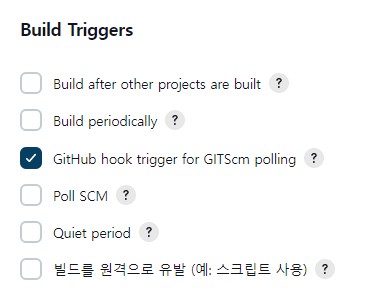 Build Triggers
Build after other projects are built ?
Build periodically ?
GitHub hook trigger for GITScm polling ?
Poll SCM ?
Quiet period ?
빌드를 원격으로 유발 (예: 스크립트 사용) ?